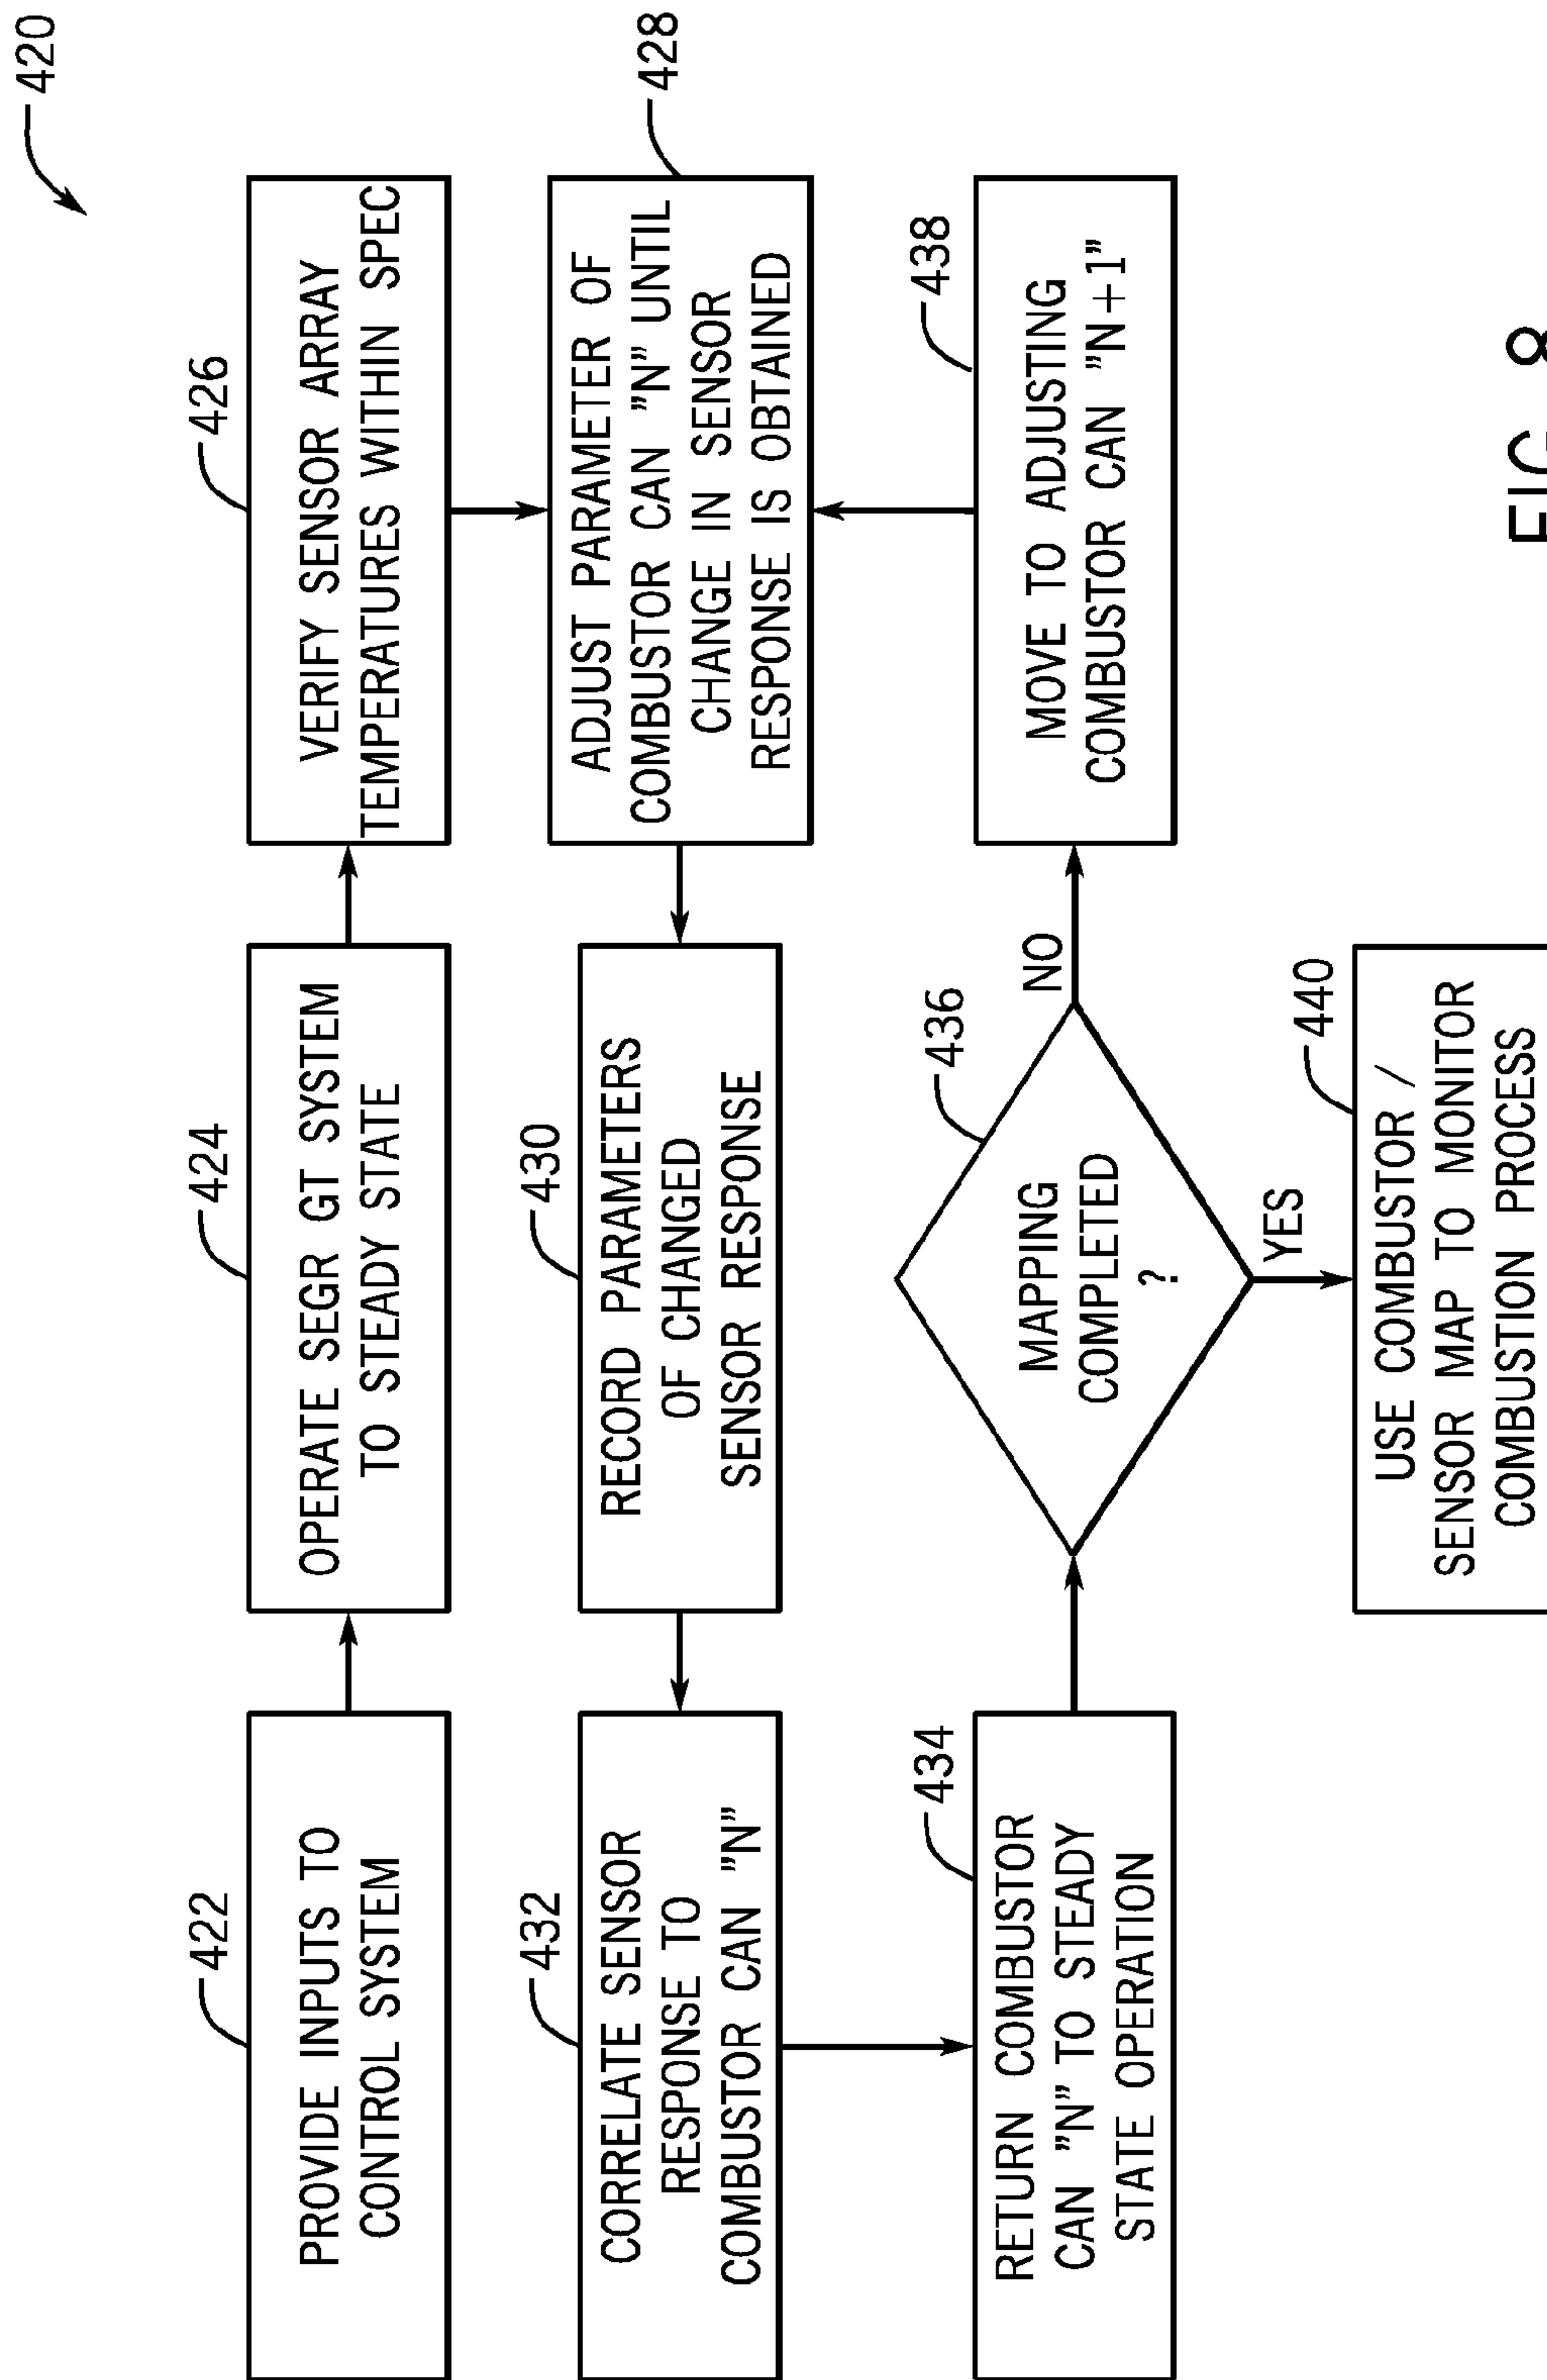 420
422
PROVIDE INPUTS TO
CONTROL SYSTEM
424
OPERATE SEGR GT SYSTEM
TO STEADY STATE
426
VERIFY SENSOR ARRAY
TEMPERATURES WITHIN SPEC
428
ADJUST PARAMETER OF
COMBUSTOR CAN "N" UNTIL
CHANGE IN SENSOR
RESPONSE IS OBTAINED
430
RECORD PARAMETERS
OF CHANGED
SENSOR RESPONSE
432
CORRELATE SENSOR
RESPONSE TO
COMBUSTOR CAN "N"
434
RETURN COMBUSTOR
CAN "N" TO STEADY
STATE OPERATION
436
MAPPING
COMPLETED
?
NO
438
MOVE TO ADJUSTING
COMBUSTOR CAN "N+1"
YES
440
USE COMBUSTOR /
SENSOR MAP TO MONITOR
COMBUSTION PROCESS
FIG. 8